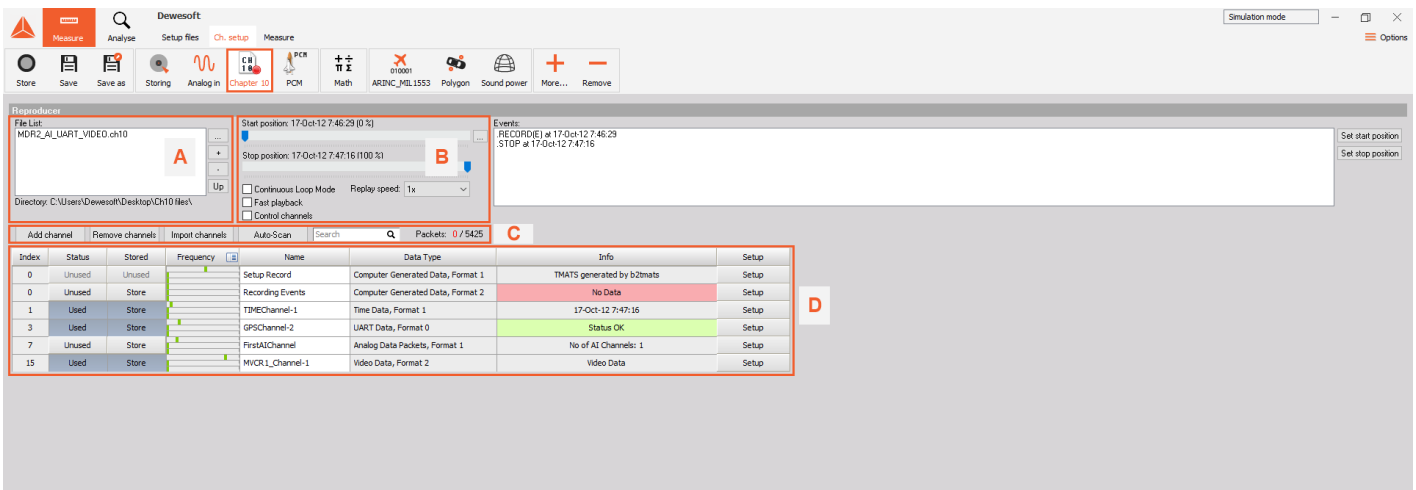 Dewesoft
Simulation mode
Measure
Analyse
Setup files
Ch. setup
Measure
Options
Store
Save
Save as
Storing
Analog in
CH
10
Chapter 10
PCM
PCM
Math
010001
ARINC_MIL1553
Polygon
Sound power
More...
Remove
Reproducer
File List:
MDR2_AI_UART_VIDEO.ch10
...
+
-
Up
Directory: C:\Users\Dewesoft\Desktop\Ch10 files\
A
Start position: 17-Oct-12 7:46:29 (0 %)
...
Stop position: 17-Oct-12 7:47:16 (100 %)
B
Continuous Loop Mode
Replay speed: 1x
Fast playback
Control channels
Events:
.RECORD(E) at 17-Oct-12 7:46:29
.STOP at 17-Oct-12 7:47:16
Set start position
Set stop position
Add channel Remove channels Import channels Auto-Scan Search Packets: 0 / 5425
C
Index Status Stored Frequency Name Data Type Info Setup
0 Unused Unused Setup Record Computer Generated Data, Format 1 TMATS generated by b2tmats Setup
0 Unused Store Recording Events Computer Generated Data, Format 2 No Data Setup
1 Used Store TIMEChannel-1 Time Data, Format 1 17-Oct-12 7:47:16 Setup
3 Used Store GPSChannel-2 UART Data, Format 0 Status OK Setup
7 Unused Store FirstAIChannel Analog Data Packets, Format 1 No of AI Channels: 1 Setup
15 Used Store MVCR1_Channel-1 Video Data, Format 2 Video Data Setup
D